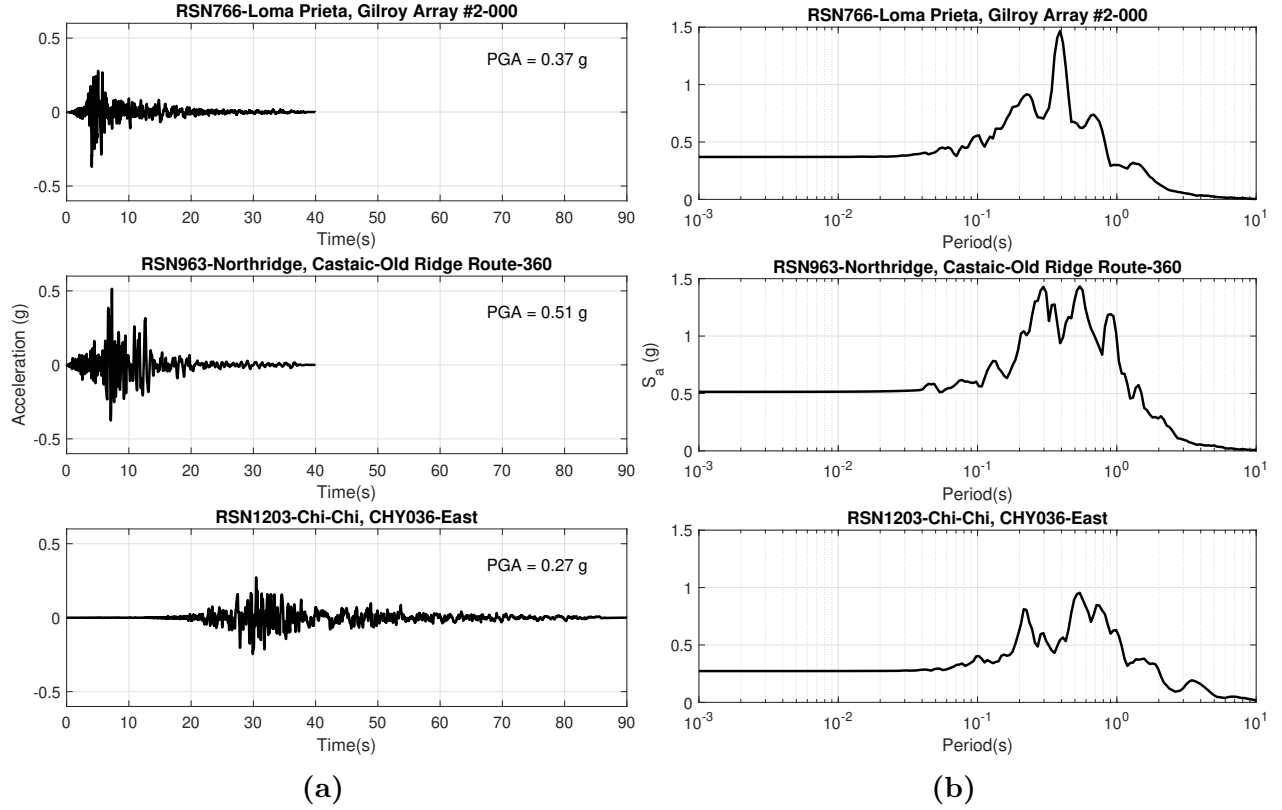 RSN766-Loma Prieta, Gilroy Array #2-000
0.5
0
-0.5
PGA = 0.37 g
0 10 20 30 40 50 60 70 80 90
Time(s)
RSN963-Northridge, Castaic-Old Ridge Route-360
Acceleration (g)
0.5
0
-0.5
PGA = 0.51 g
0 10 20 30 40 50 60 70 80 90
Time(s)
RSN1203-Chi-Chi, CHY036-East
0.5
0
-0.5
PGA = 0.27 g
0 10 20 30 40 50 60 70 80 90
Time(s)
(a)
RSN766-Loma Prieta, Gilroy Array #2-000
1.5
1
0.5
0
10^-3 10^-2 10^-1 10^0 10^1
Period(s)
RSN963-Northridge, Castaic-Old Ridge Route-360
S_a (g)
1.5
1
0.5
0
10^-3 10^-2 10^-1 10^0 10^1
Period(s)
RSN1203-Chi-Chi, CHY036-East
1.5
1
0.5
0
10^-3 10^-2 10^-1 10^0 10^1
Period(s)
(b)